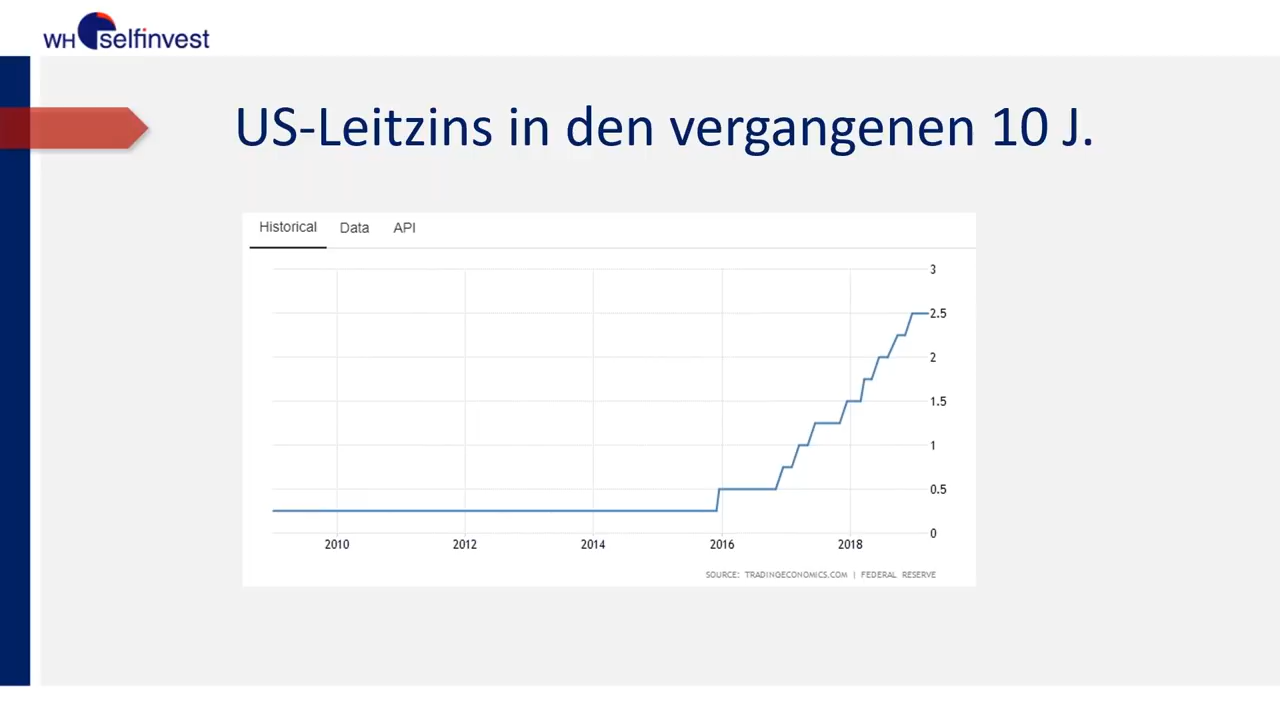 WH selfinvest
US-Leitzins in den vergangenen 10 J.
Historical Data API
3
2.5
2
1.5
1
0.5
0
2010 2012 2014 2016 2018
SOURCE: TRADINGECONOMICS.COM | FEDERAL RESERVE